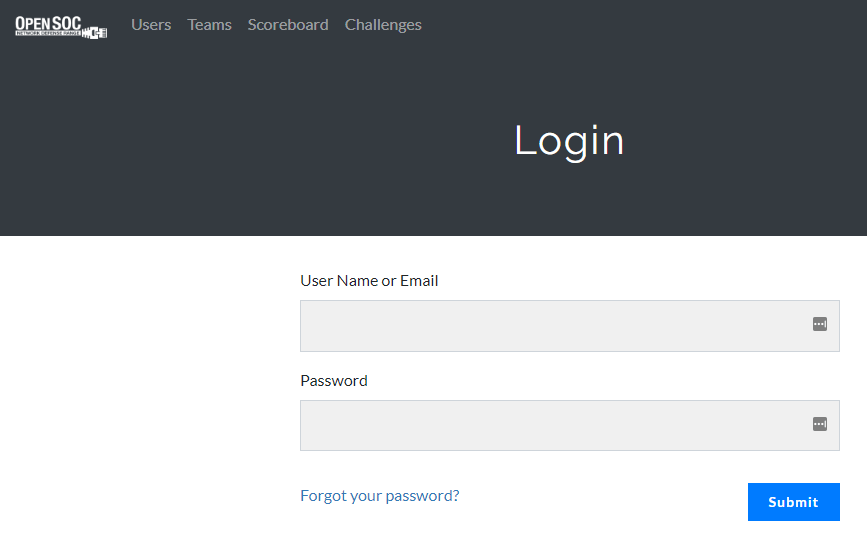 OPEN SOC
NETWORK DEFENSE RANGE
Users Teams Scoreboard Challenges
Login
User Name or Email
Password
Forgot your password?
Submit